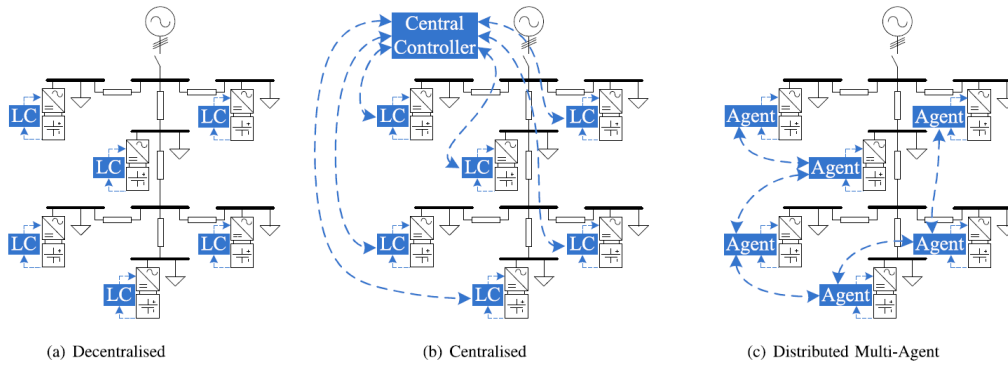 LC
LC
LC
LC
LC
LC
(a) Decentralised
Central
Controller
LC
LC
LC
LC
LC
LC
(b) Centralised
Agent
Agent
Agent
Agent
Agent
Agent
(c) Distributed Multi-Agent